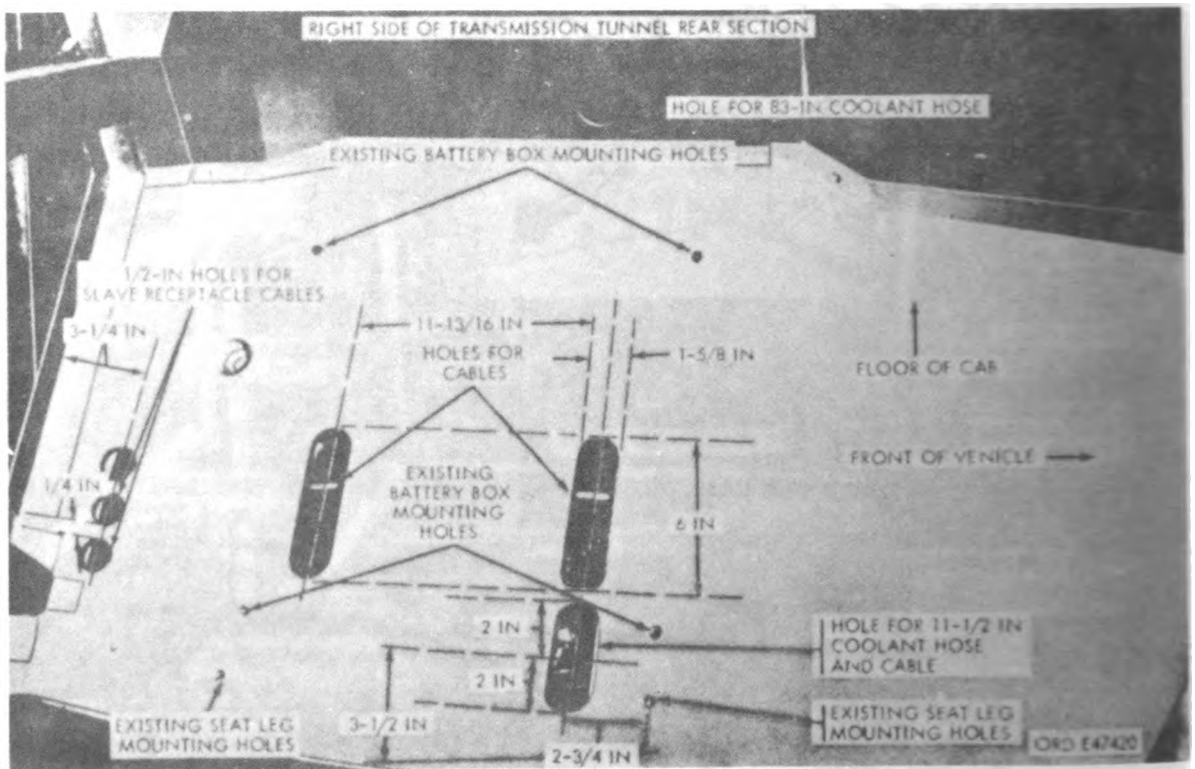 RIGHT SIDE OF TRANSMISSION TUNNEL REAR SECTION
HOLE FOR 83-IN COOLANT HOSE
EXISTING BATTERY BOX MOUNTING HOLES
1/2-IN HOLES FOR
SLAVE RECEPTACLE CABLES
3-1/4 IN
11-13/16 IN
HOLES FOR
CABLES
1-5/8 IN
FLOOR OF CAB
FRONT OF VEHICLE
1/4 IN
EXISTING
BATTERY BOX
MOUNTING
HOLES
6 IN
2 IN
HOLE FOR 11-1/2 IN
COOLANT HOSE
AND CABLE
2 IN
3-1/2 IN
EXISTING SEAT LEG
MOUNTING HOLES
2-3/4 IN
EXISTING SEAT LEG
MOUNTING HOLES
ORD E47420